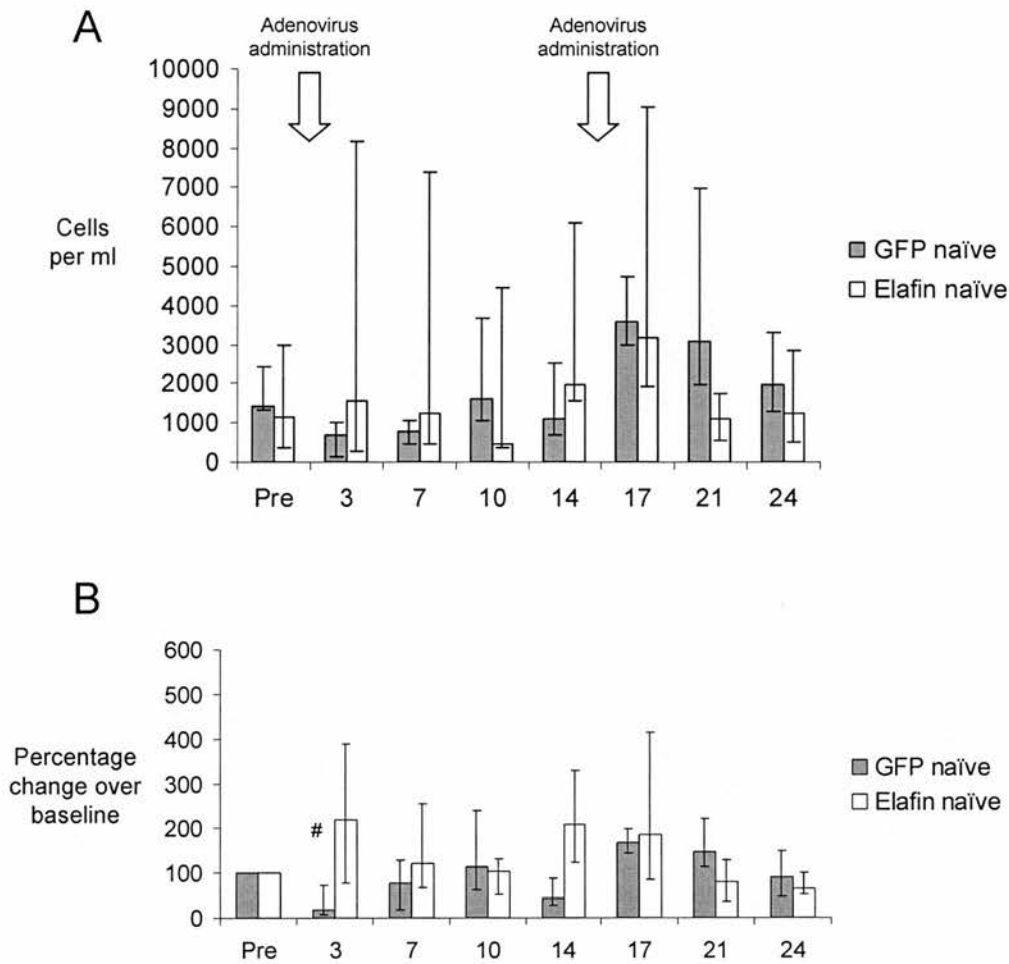 A
Adenovirus
administration
Adenovirus
administration
10000
9000
8000
7000
6000
5000
4000
3000
2000
1000
0
Cells
per ml
GFP naïve
Elafin naïve
Pre 3 7 10 14 17 21 24
B
600
500
400
300
200
100
0
Percentage
change over
baseline
#
GFP naïve
Elafin naïve
Pre 3 7 10 14 17 21 24